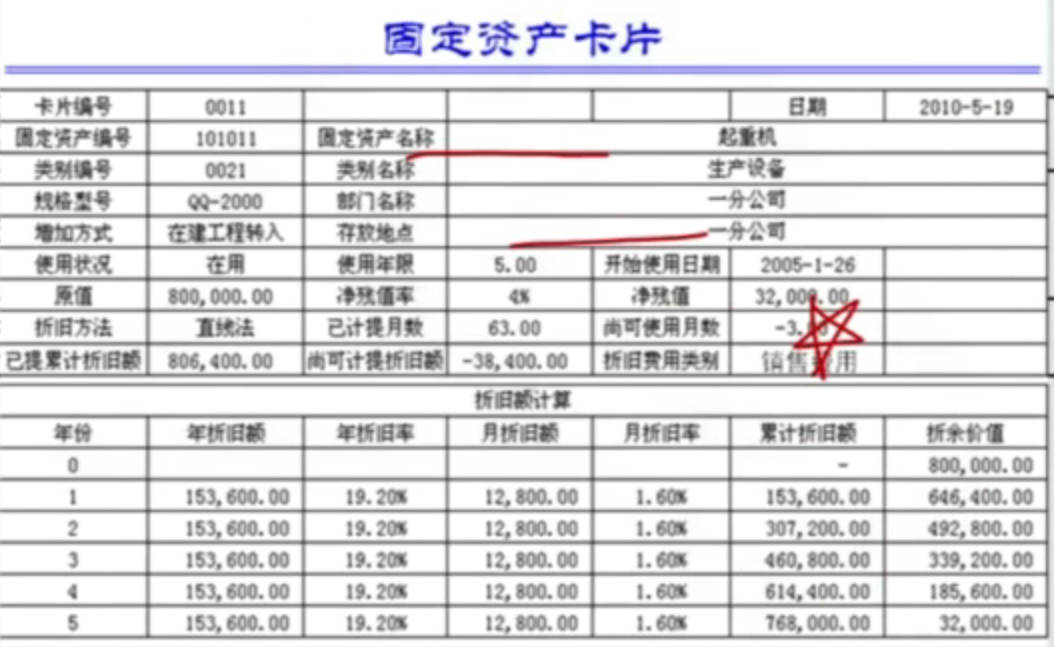 固定资产卡片
卡片编号 0011 日期 2010-5-19
固定资产编号 101011 固定资产名称 起重机
类别编号 0021 类别名称 生产设备
规格型号 QQ-2000 部门名称 一分公司
增加方式 在建工程转入 存放地点 一分公司
使用状况 在用 使用年限 5.00 开始使用日期 2005-1-26
原值 800,000.00 净残值率 4% 净残值 32,000.00
折旧方法 直线法 已计提月数 63.00 尚可使用月数
已提累计折旧额 806,400.00 尚可计提折旧额 -38,400.00 折旧费用类别 销售费用
折旧额计算
年份 年折旧额 年折旧率 月折旧额 月折旧率 累计折旧额 折余价值
0 - 800,000.00
1 153,600.00 19.20% 12,800.00 1.60% 153,600.00 646,400.00
2 153,600.00 19.20% 12,800.00 1.60% 307,200.00 492,800.00
3 153,600.00 19.20% 12,800.00 1.60% 460,800.00 339,200.00
4 153,600.00 19.20% 12,800.00 1.60% 614,400.00 185,600.00
5 153,600.00 19.20% 12,800.00 1.60% 768,000.00 32,000.00